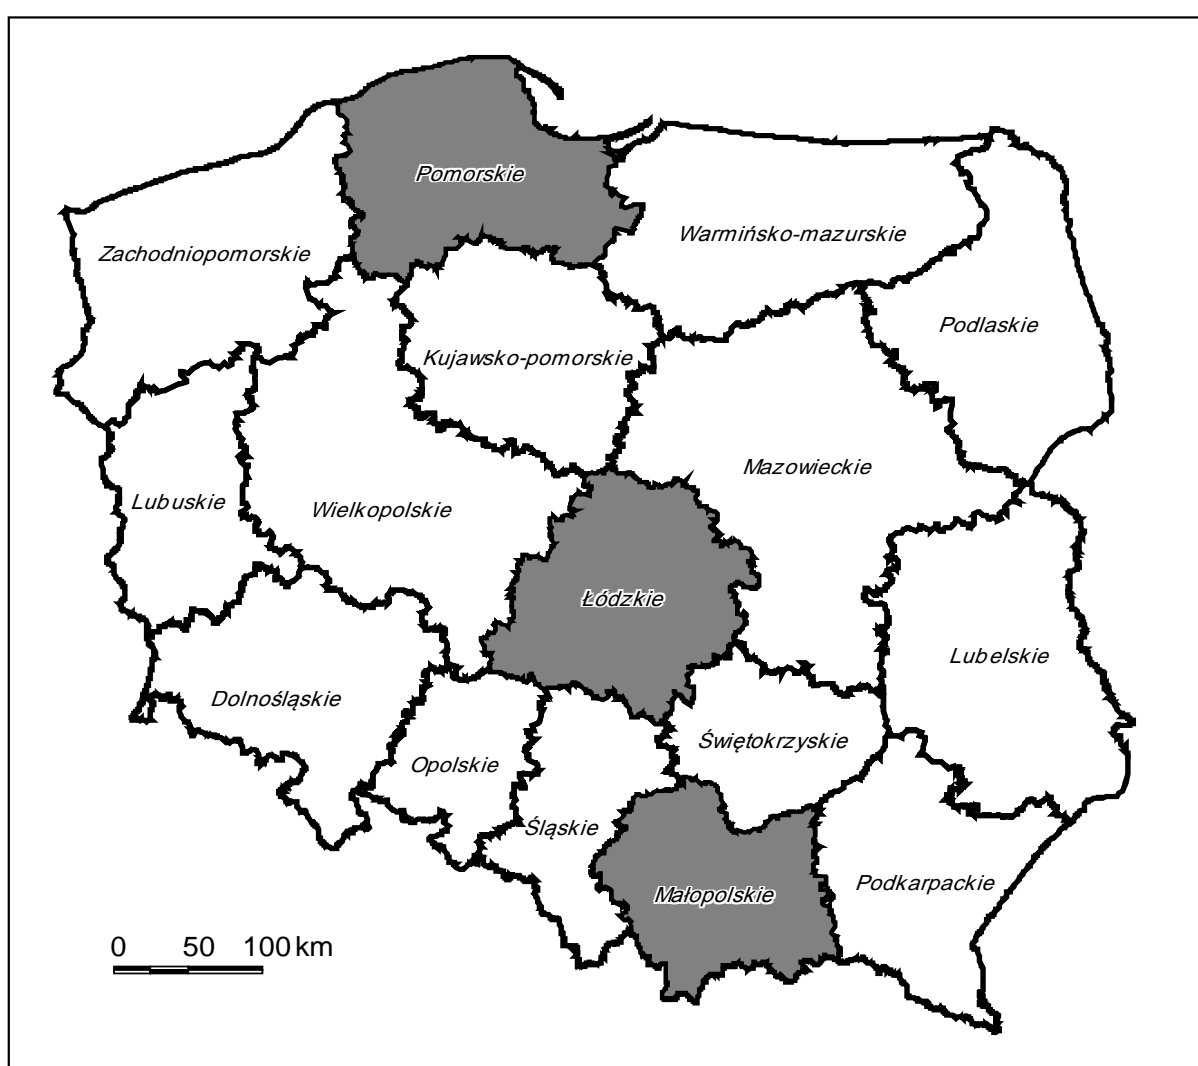 Pomorskie
Warmińsko-mazurskie
Zachodniopomorskie
Podlaskie
Kujawsko-pomorskie
Mazowieckie
Lubuskie
Wielkopolskie
Łódzkie
Lubelskie
Dolnośląskie
Świętokrzyskie
Opolskie
Śląskie
Podkarpackie
Małopolskie
0 50 100 km